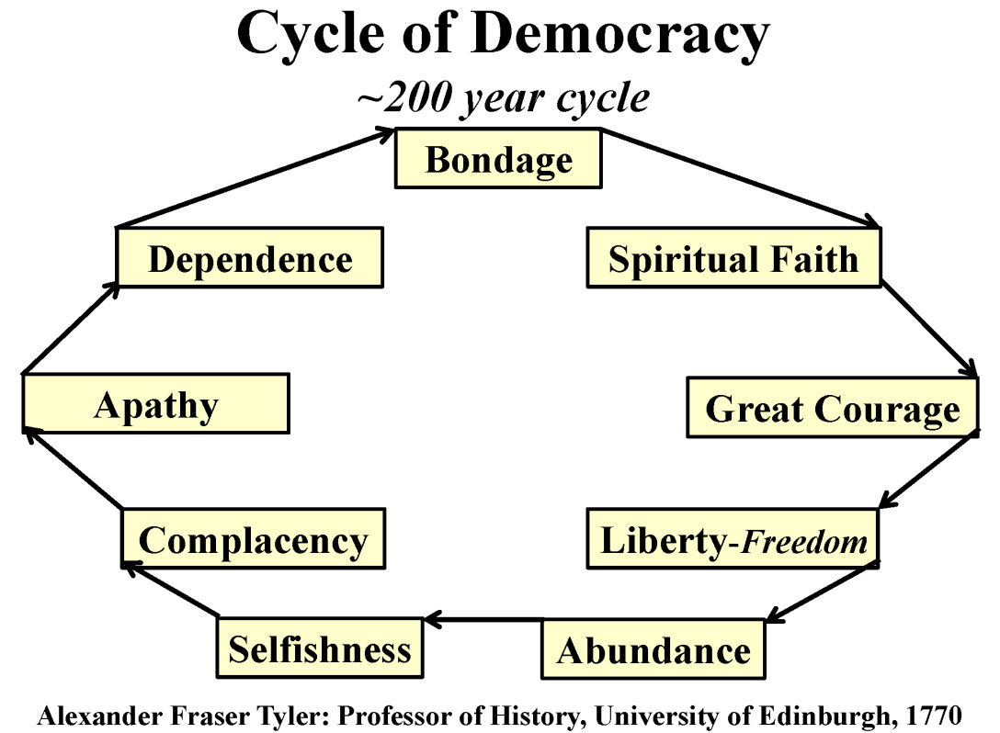 Cycle of Democracy
~200 year cycle
Bondage
Spiritual Faith
Great Courage
Liberty-Freedom
Abundance
Selfishness
Complacency
Apathy
Dependence
Alexander Fraser Tyler: Professor of History, University of Edinburgh, 1770